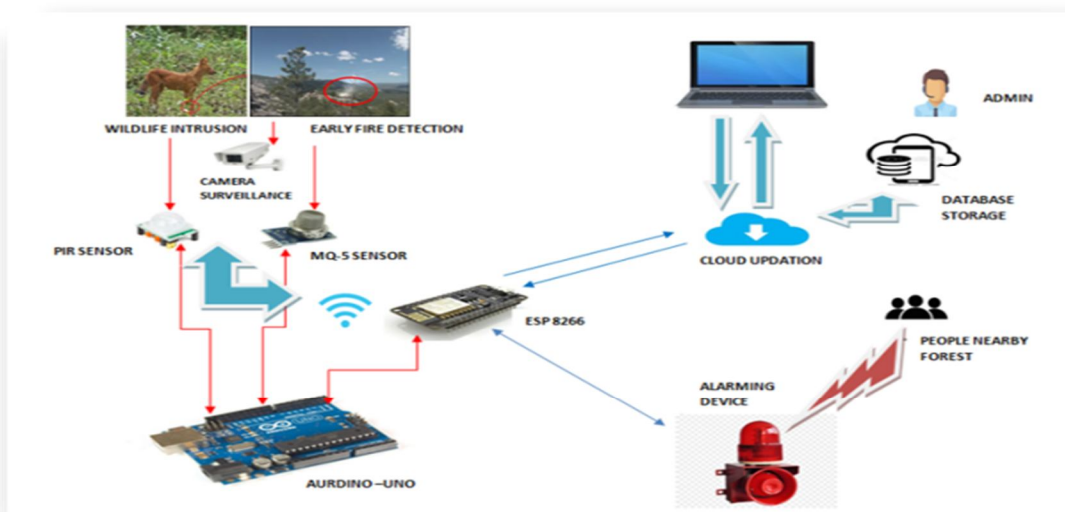 WILDLIFE INTRUSION
EARLY FIRE DETECTION
CAMERA
SURVEILLANCE
PIR SENSOR
MQ-5 SENSOR
ESP 8266
AURDINO –UNO
ADMIN
DATABASE
STORAGE
CLOUD UPDATION
PEOPLE NEARBY
FOREST
ALARMING
DEVICE